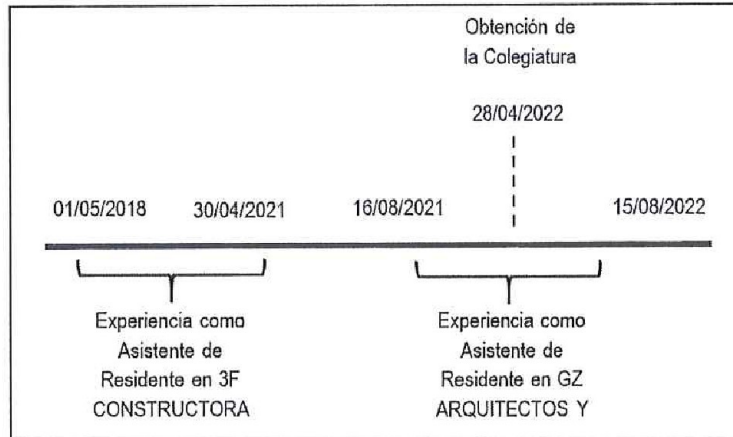 Obtención de
la Colegiatura
28/04/2022
01/05/2018 30/04/2021 16/08/2021 15/08/2022
Experiencia como
Asistente de
Residente en 3F
CONSTRUCTORA
Experiencia como
Asistente de
Residente en GZ
ARQUITECTOS Y